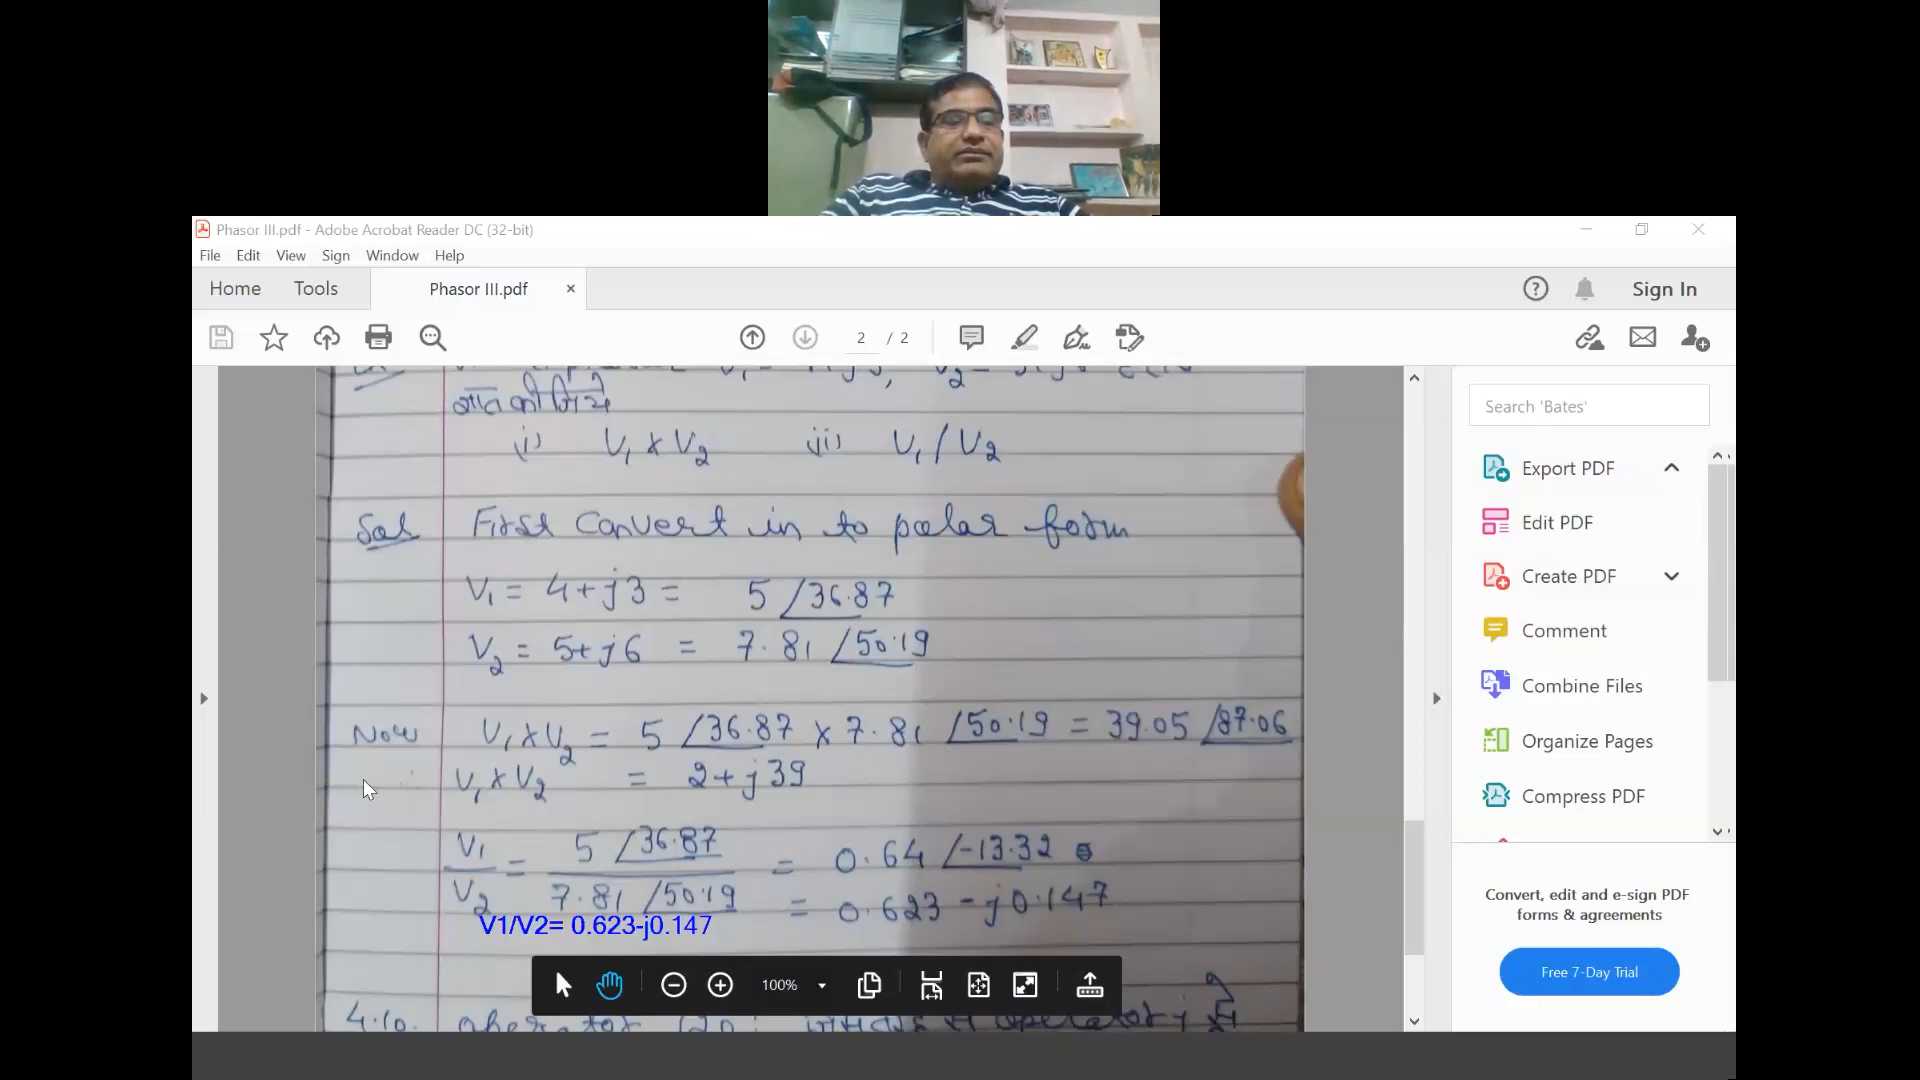 Phasor III.pdf - Adobe Acrobat Reader DC (32-bit)
File Edit View Sign Window Help
Home Tools Phasor III.pdf × Sign In
2 / 2
Search 'Bates'
Export PDF
Edit PDF
Create PDF
Comment
Combine Files
Organize Pages
Compress PDF
Convert, edit and e-sign PDF
forms & agreements
Free 7-Day Trial
ज्ञात कीजिये
(i) V₁ × V₂ (ii) V₁ / V₂
Sol First Convert in to polar form
V₁ = 4+j3 = 5 /36.87
V₂ = 5+j6 = 7.81 /50.19
Now V₁×V₂ = 5 /36.87 × 7.81 /50.19 = 39.05 /87.06
V₁×V₂ = 2+j39
V₁/V₂ = 5 /36.87 / 7.81 /50.19 = 0.64 /-13.32
= 0.623 - j0.147
V1/V2= 0.623-j0.147
100%
4.10. operator